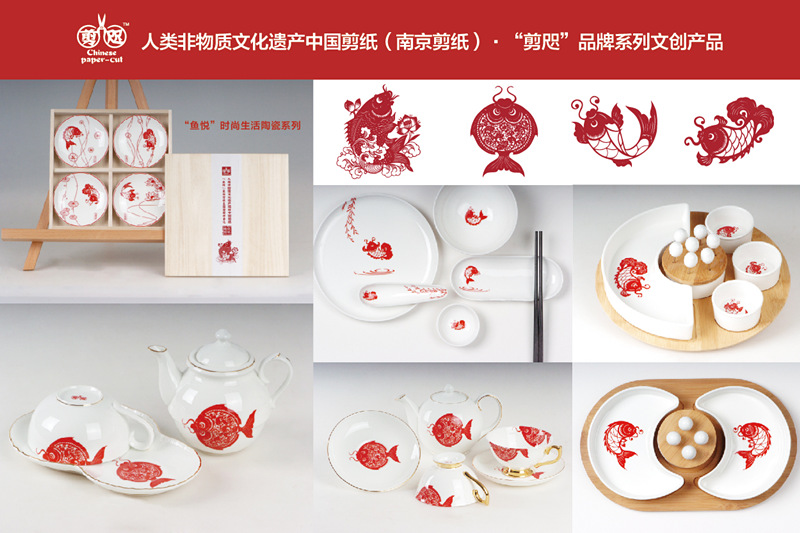 剪咫™
Chinese
paper-cut
人类非物质文化遗产中国剪纸（南京剪纸）·“剪咫”品牌系列文创产品
“鱼悦”时尚生活陶瓷系列